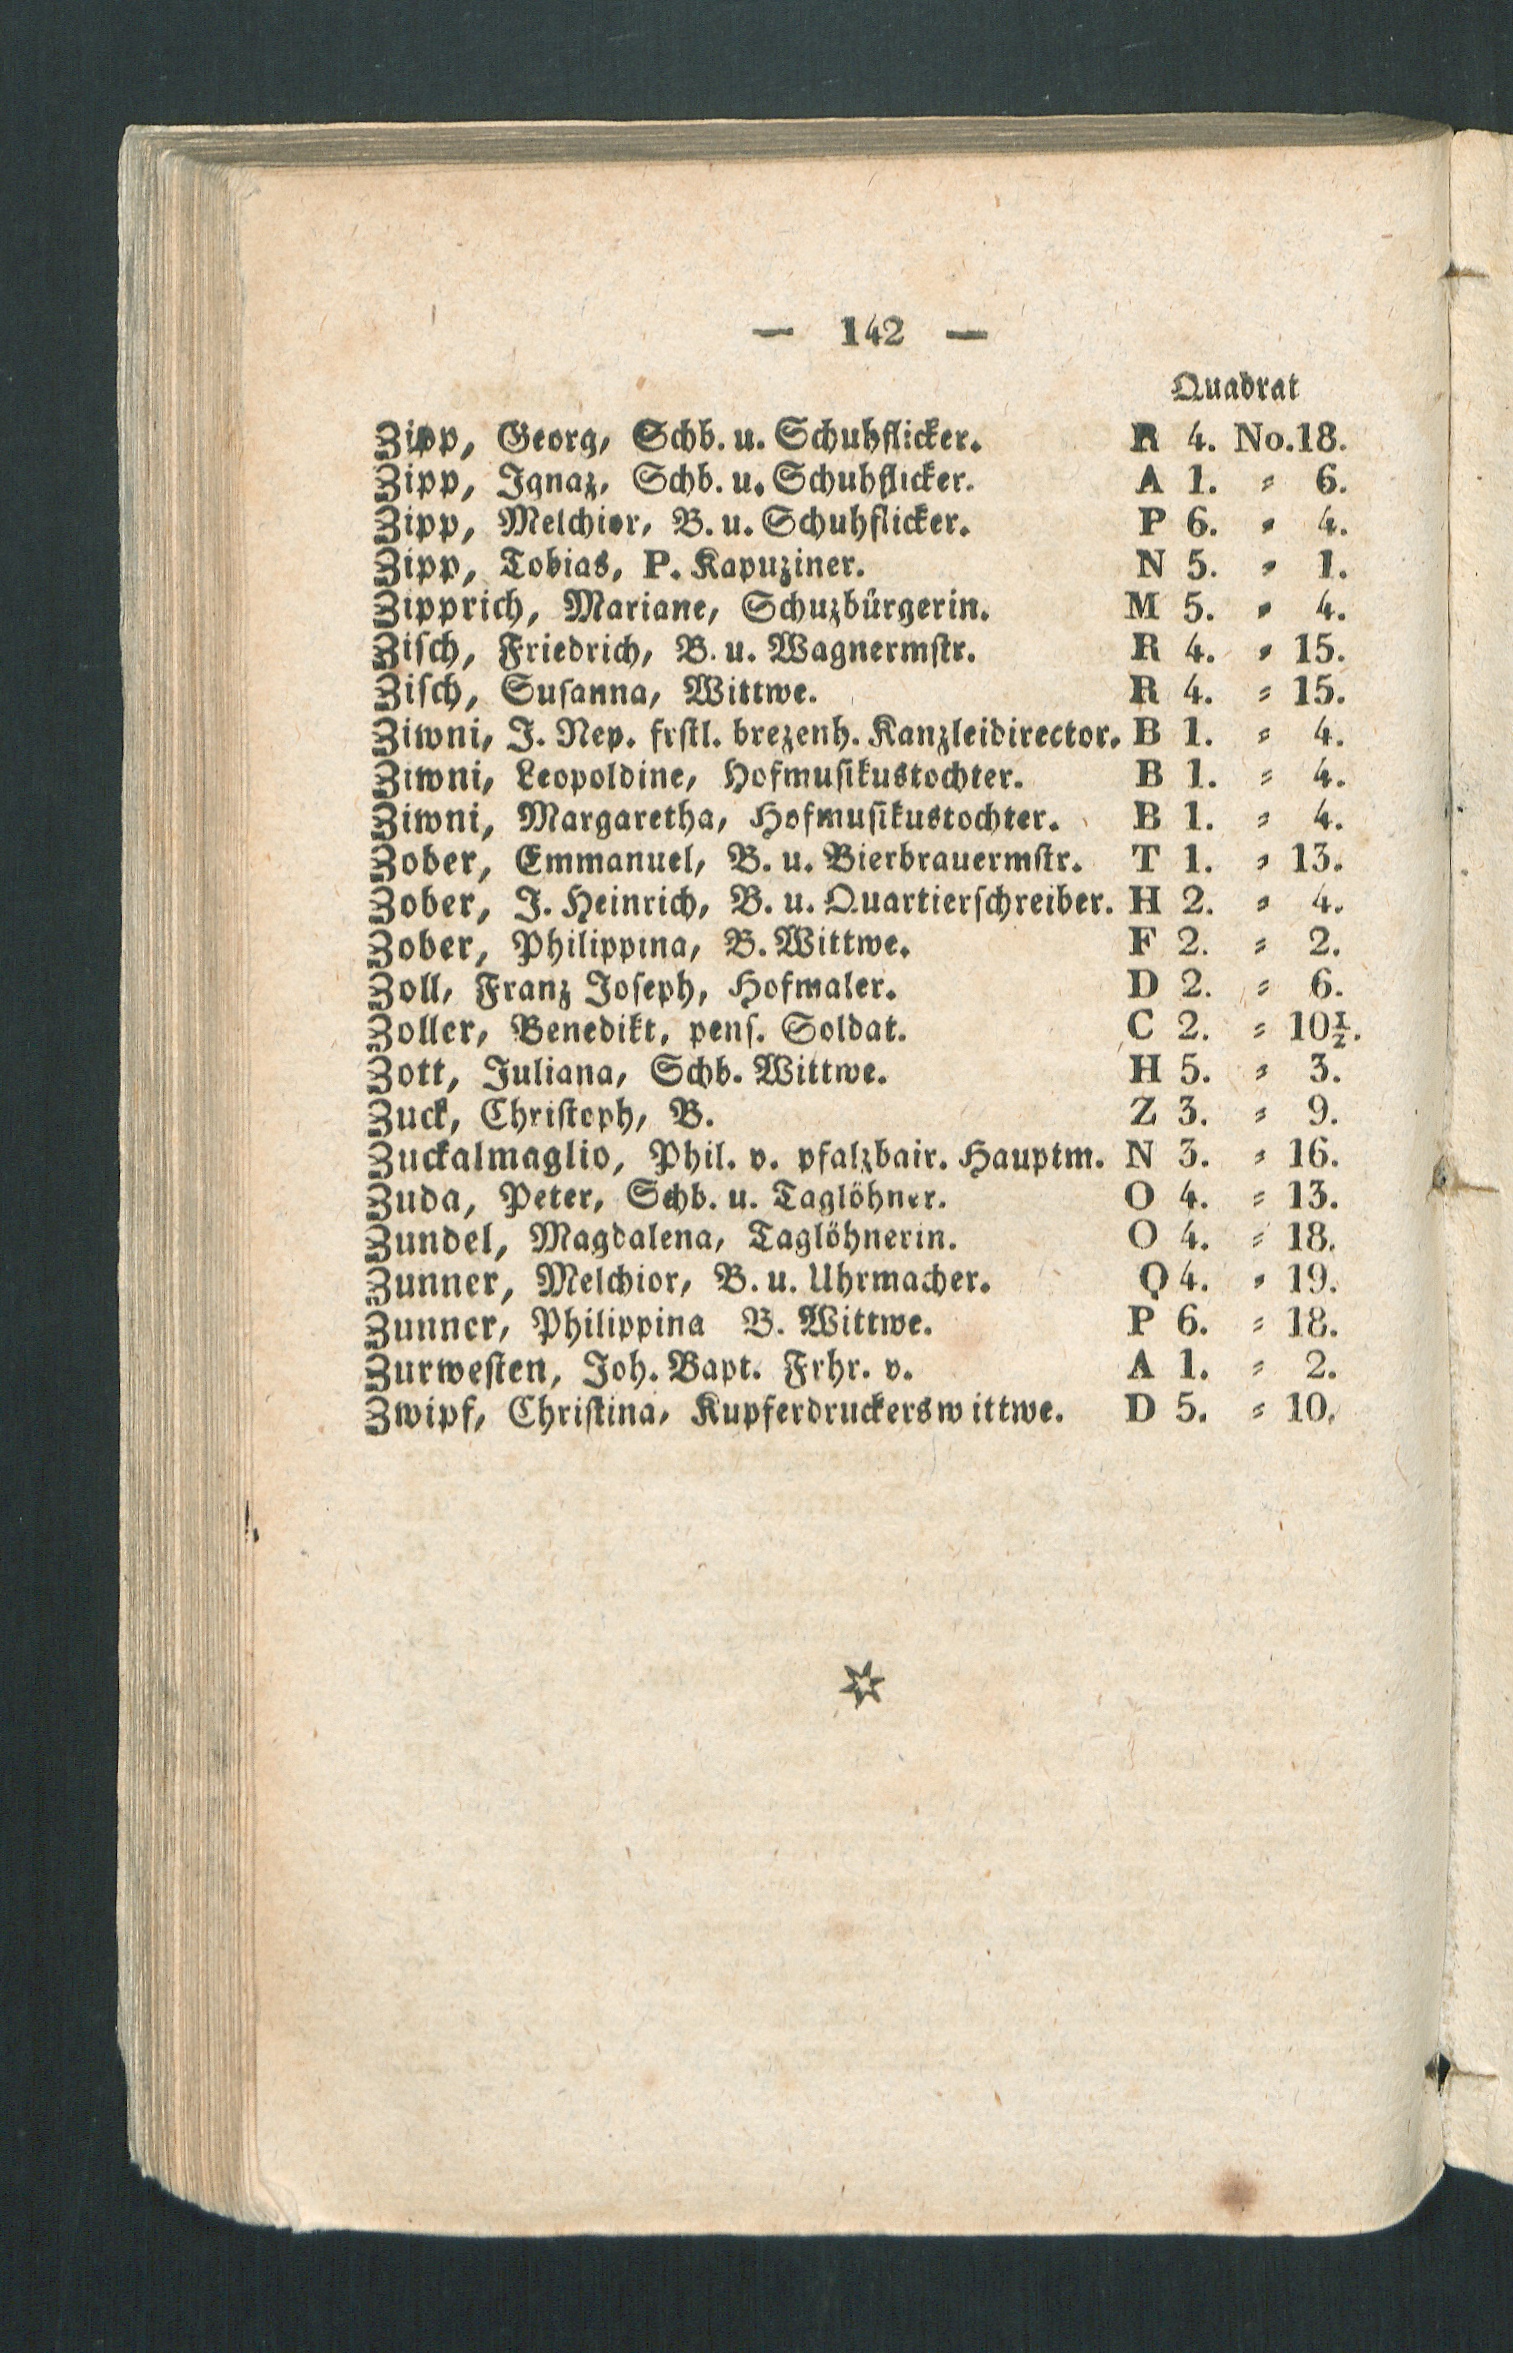 — 142 —
Quadrat
Zipp, Georg, Schb. u. Schuhflicker. R 4. No. 18.
Zipp, Ignaz, Schb. u. Schuhflicker. A 1. = 6.
Zipp, Melchior, B. u. Schuhflicker. P 6. = 4.
Zipp, Tobias, P. Kapuziner. N 5. = 1.
Zipprich, Mariane, Schuzbürgerin. M 5. = 4.
Zisch, Friedrich, B. u. Wagnermstr. R 4. = 15.
Zisch, Susanna, Wittwe. R 4. = 15.
Ziwni, J. Nep. frstl. brezenh. Kanzleidirector. B 1. = 4.
Ziwni, Leopoldine, Hofmusikustochter. B 1. = 4.
Ziwni, Margaretha, Hofmusikustochter. B 1. = 4.
Zober, Emmanuel, B. u. Bierbrauermstr. T 1. = 13.
Zober, J. Heinrich, B. u. Quartierschreiber. H 2. = 4.
Zober, Philippina, B. Wittwe. F 2. = 2.
Zoll, Franz Joseph, Hofmaler. D 2. = 6.
Zoller, Benedikt, pens. Soldat. C 2. = 10½.
Zott, Juliana, Schb. Wittwe. H 5. = 3.
Zuck, Christoph, B. Z 3. = 9.
Zuckalmaglio, Phil. v. pfalzbair. Hauptm. N 3. = 16.
Zuda, Peter, Schb. u. Taglöhner. O 4. = 13.
Zundel, Magdalena, Taglöhnerin. O 4. = 18.
Zunner, Melchior, B. u. Uhrmacher. Q 4. = 19.
Zunner, Philippina B. Wittwe. P 6. = 18.
Zurwesten, Joh. Bapt. Frhr. v. A 1. = 2.
Zwipf, Christina, Kupferdruckerswittwe. D 5. = 10.